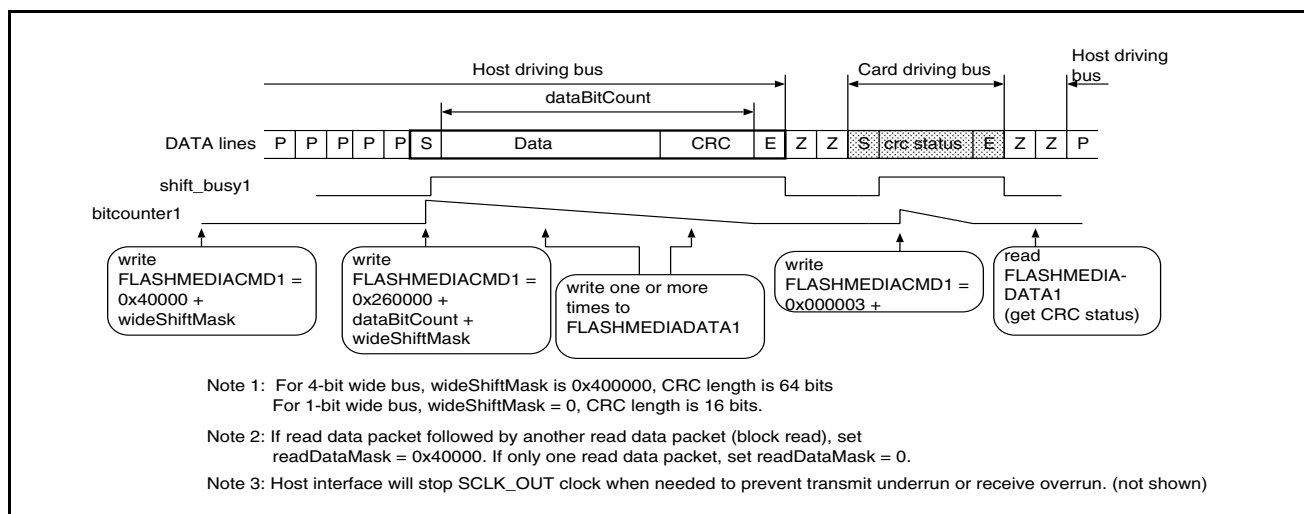 Host driving bus
Card driving bus
Host driving
bus
dataBitCount
DATA lines P P P P P S Data CRC E Z Z S crc status E Z Z P
shift_busy1
bitcounter1
write
FLASHMEDIACMD1 =
0x40000 +
wideShiftMask
write
FLASHMEDIACMD1 =
0x260000 +
dataBitCount +
wideShiftMask
write one or more
times to
FLASHMEDIADATA1
write
FLASHMEDIACMD1 =
0x000003 +
read
FLASHMEDIA-
DATA1
(get CRC status)
Note 1: For 4-bit wide bus, wideShiftMask is 0x400000, CRC length is 64 bits
For 1-bit wide bus, wideShiftMask = 0, CRC length is 16 bits.
Note 2: If read data packet followed by another read data packet (block read), set
readDataMask = 0x40000. If only one read data packet, set readDataMask = 0.
Note 3: Host interface will stop SCLK_OUT clock when needed to prevent transmit underrun or receive overrun. (not shown)